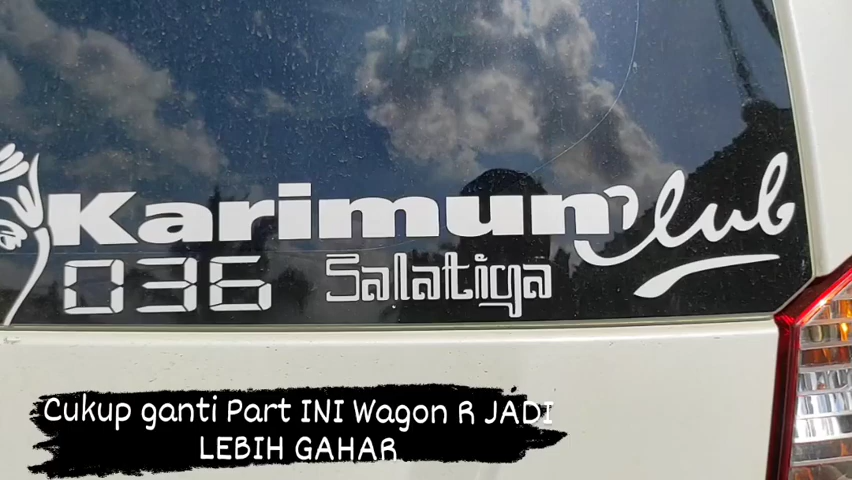 Karimun Club
036 Salatiga
Cukup ganti Part INI Wagon R JADI
LEBIH GAHAR